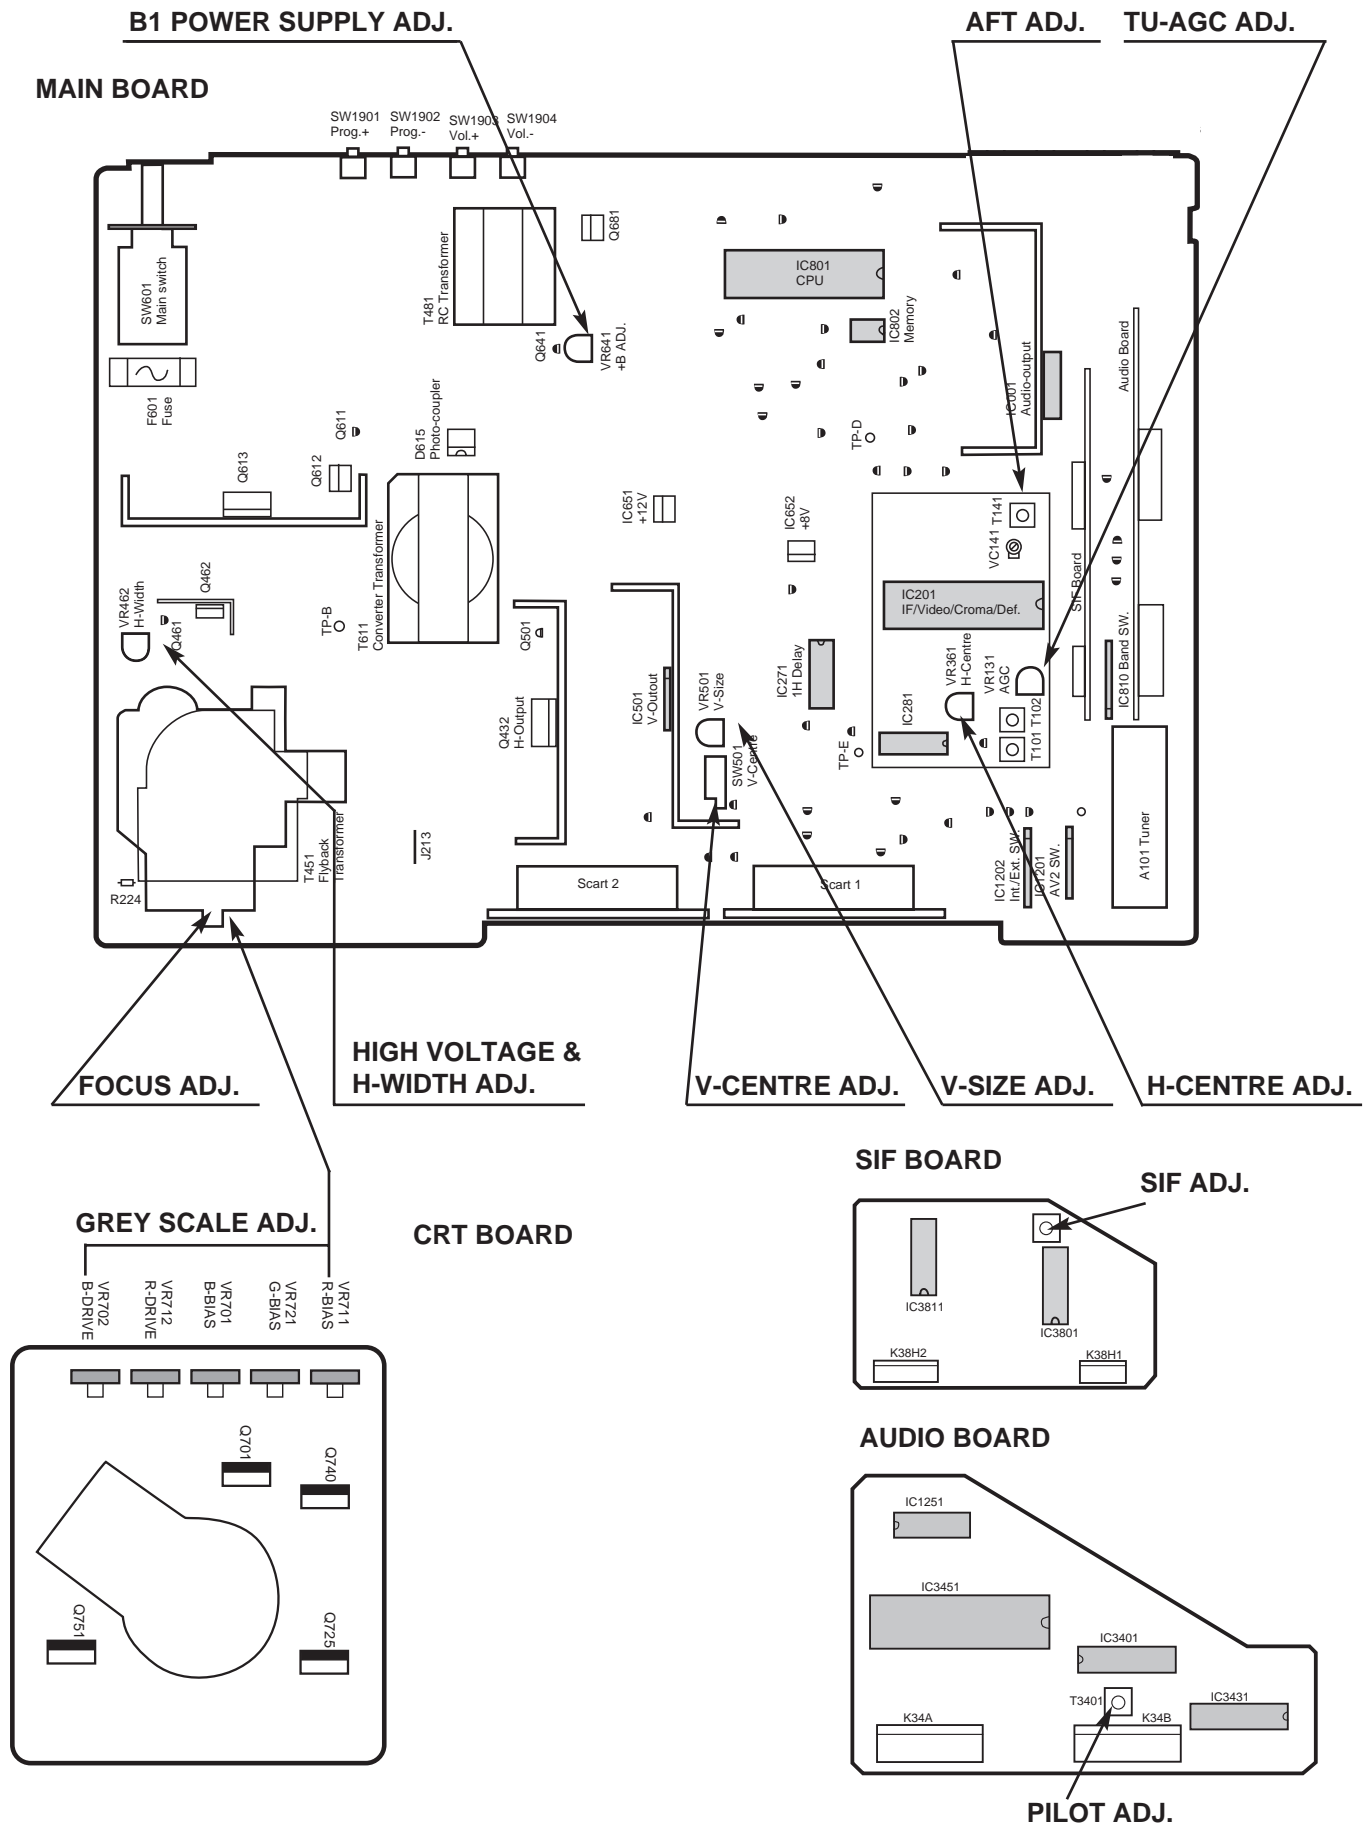 B1 POWER SUPPLY ADJ.
AFT ADJ.
TU-AGC ADJ.
MAIN BOARD
SW1901
Prog.+
SW1902
Prog.-
SW1903
Vol.+
SW1904
Vol.-
SW601
Main switch
F601
Fuse
T481
RC Transformer
Q681
Q641
VR641
+B ADJ.
IC801
CPU
IC802
Memory
IC001
Audio-output
Audio Board
Q611
D615
Photo-coupler
Q613
Q612
TP-D
IC651
+12V
IC652
+8V
VC141 T141
SIF Board
IC201
IF/Video/Croma/Def.
VR462
H-Width
Q461
Q462
TP-B
T611
Converter Transformer
Q501
IC501
V-Outout
VR501
V-Size
IC271
1H Delay
VR361
H-Centre
VR131
AGC
IC810 Band SW.
Q432
H-Output
SW501
V-Centre
IC281
TP-E
T101 T102
T451
Flyback
Transformer
J213
R224
Scart 2
Scart 1
IC1202
Int./Ext. SW.
IC1201
AV2 SW.
A101 Tuner
FOCUS ADJ.
HIGH VOLTAGE &
H-WIDTH ADJ.
V-CENTRE ADJ.
V-SIZE ADJ.
H-CENTRE ADJ.
SIF BOARD
SIF ADJ.
GREY SCALE ADJ.
CRT BOARD
VR702
B-DRIVE
VR712
R-DRIVE
VR701
B-BIAS
VR721
G-BIAS
VR711
R-BIAS
IC3811
IC3801
K38H2
K38H1
Q701
Q740
Q751
Q725
AUDIO BOARD
IC1251
IC3451
IC3401
T3401
IC3431
K34A
K34B
PILOT ADJ.